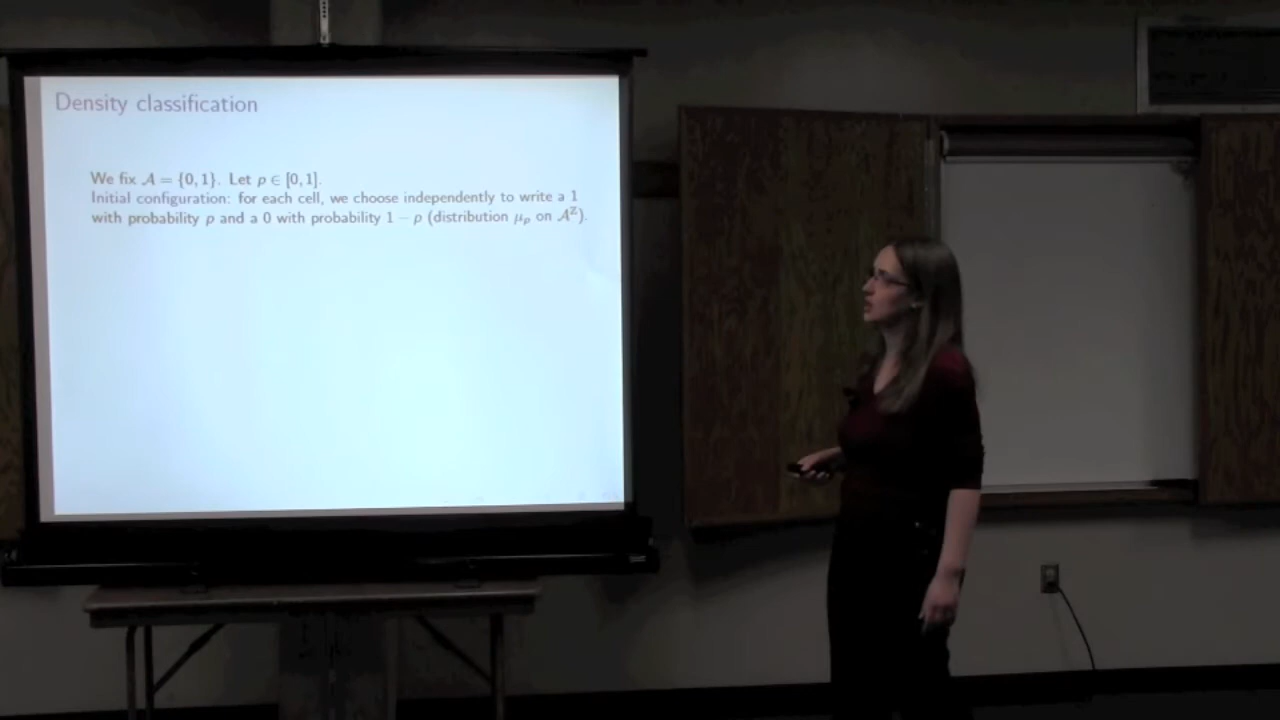 Density classification
We fix 𝒜 = {0, 1}. Let p ∈ [0, 1].
Initial configuration: for each cell, we choose independently to write a 1
with probability p and a 0 with probability 1 − p (distribution μₚ on 𝒜^ℤ).